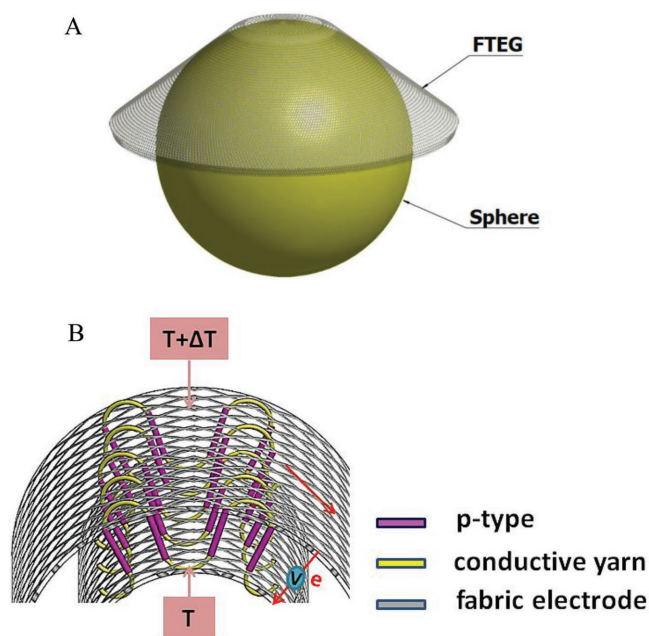 A
FTEG
Sphere
B
T+ΔT
V
e
T
p-type
conductive yarn
fabric electrode